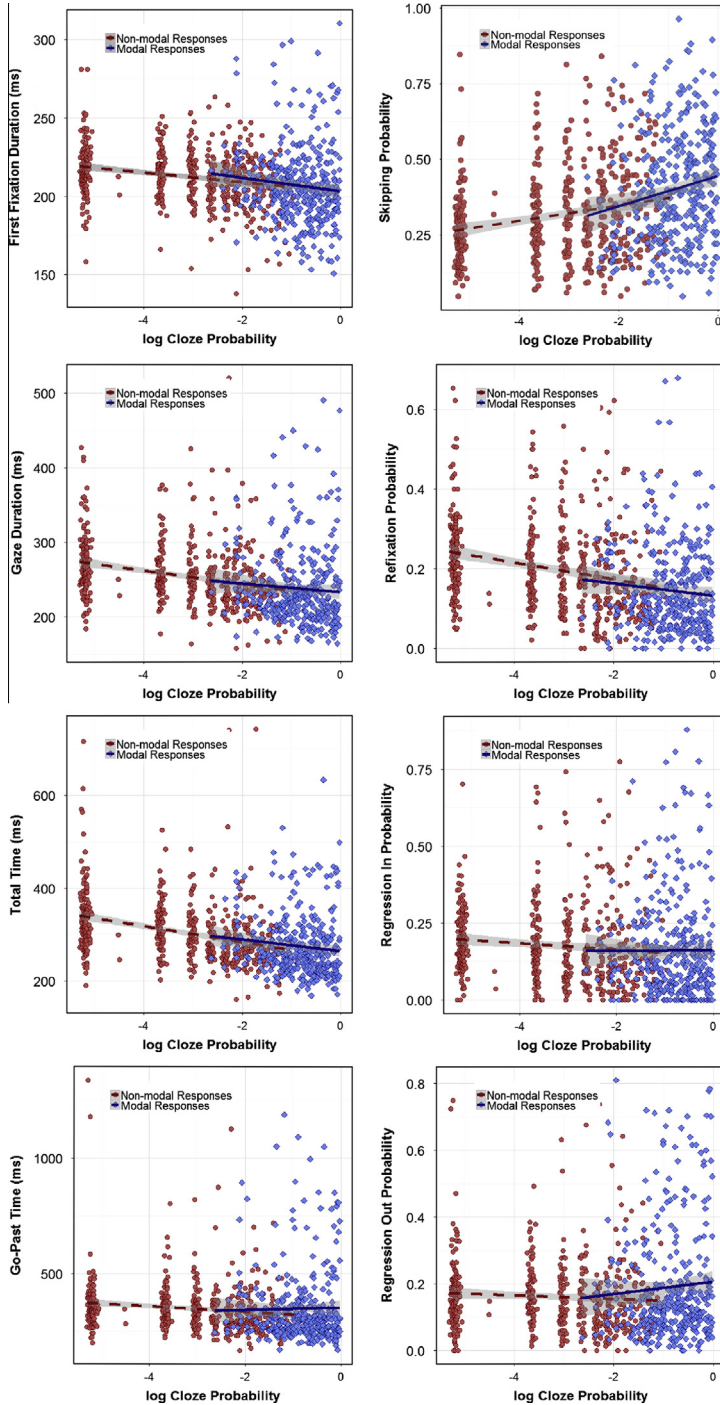 First Fixation Duration (ms)
300
250
200
150
Non-modal Responses
Modal Responses
-4
-2
0
log Cloze Probability
Skipping Probability
1.00
0.75
0.50
0.25
Non-modal Responses
Modal Responses
-4
-2
0
log Cloze Probability
Gaze Duration (ms)
500
400
300
200
Non-modal Responses
Modal Responses
-4
-2
0
log Cloze Probability
Refixation Probability
0.6
0.4
0.2
0.0
Non-modal Responses
Modal Responses
-4
-2
0
log Cloze Probability
Total Time (ms)
600
400
200
Non-modal Responses
Modal Responses
-4
-2
0
log Cloze Probability
Regression In Probability
0.75
0.50
0.25
0.00
Non-modal Responses
Modal Responses
-4
-2
0
log Cloze Probability
Go-Past Time (ms)
1000
500
Non-modal Responses
Modal Responses
-4
-2
0
log Cloze Probability
Regression Out Probability
0.8
0.6
0.4
0.2
0.0
Non-modal Responses
Modal Responses
-4
-2
0
log Cloze Probability